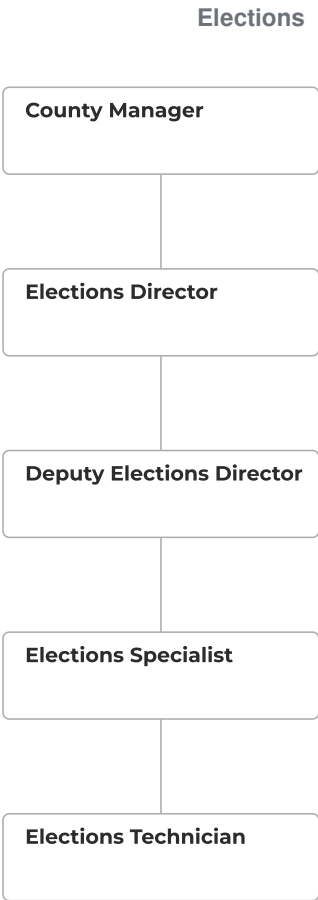 Elections
County Manager
Elections Director
Deputy Elections Director
Elections Specialist
Elections Technician